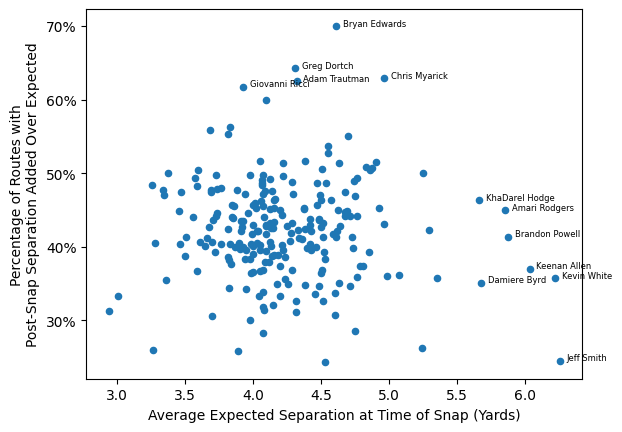 70%
60%
50%
40%
30%
Percentage of Routes with
Post-Snap Separation Added Over Expected
Bryan Edwards
Greg Dortch
Adam Trautman
Chris Myarick
Giovanni Ricci
KhaDarel Hodge
Amari Rodgers
Brandon Powell
Keenan Allen
Kevin White
Damiere Byrd
Jeff Smith
3.0 3.5 4.0 4.5 5.0 5.5 6.0
Average Expected Separation at Time of Snap (Yards)